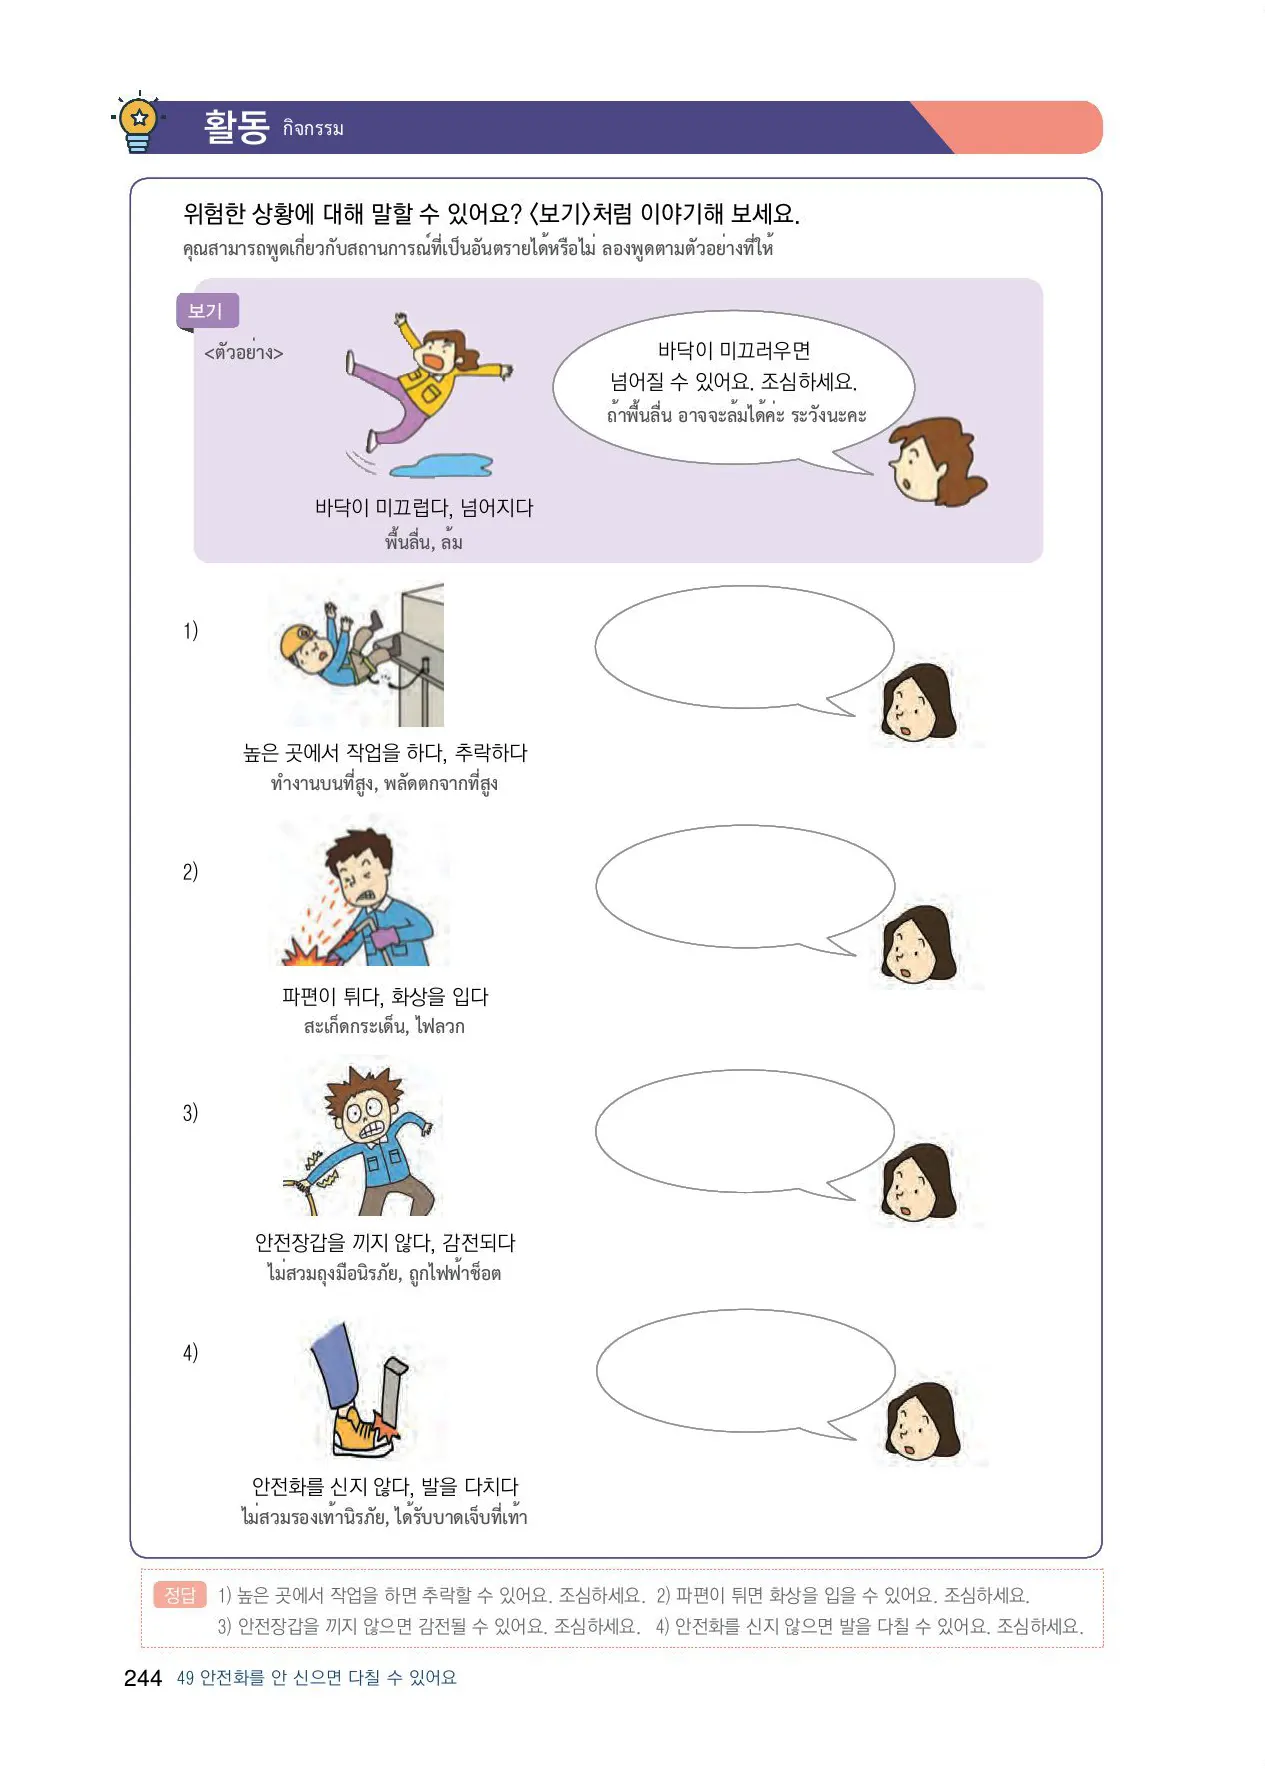 활동 กิจกรรม
위험한 상황에 대해 말할 수 있어요? 〈보기〉처럼 이야기해 보세요.
คุณสามารถพูดเกี่ยวกับสถานการณ์ที่เป็นอันตรายได้หรือไม่ ลองพูดตามตัวอย่างที่ให้
보기
<ตัวอย่าง>
바닥이 미끄러우면
넘어질 수 있어요. 조심하세요.
ถ้าพื้นลื่น อาจจะล้มได้ค่ะ ระวังนะคะ
바닥이 미끄럽다, 넘어지다
พื้นลื่น, ล้ม
1)
높은 곳에서 작업을 하다, 추락하다
ทำงานบนที่สูง, พลัดตกจากที่สูง
2)
파편이 튀다, 화상을 입다
สะเก็ดกระเด็น, ไฟลวก
3)
안전장갑을 끼지 않다, 감전되다
ไม่สวมถุงมือนิรภัย, ถูกไฟฟ้าช็อต
4)
안전화를 신지 않다, 발을 다치다
ไม่สวมรองเท้านิรภัย, ได้รับบาดเจ็บที่เท้า
정답 1) 높은 곳에서 작업을 하면 추락할 수 있어요. 조심하세요. 2) 파편이 튀면 화상을 입을 수 있어요. 조심하세요.
3) 안전장갑을 끼지 않으면 감전될 수 있어요. 조심하세요. 4) 안전화를 신지 않으면 발을 다칠 수 있어요. 조심하세요.
244 49 안전화를 안 신으면 다칠 수 있어요